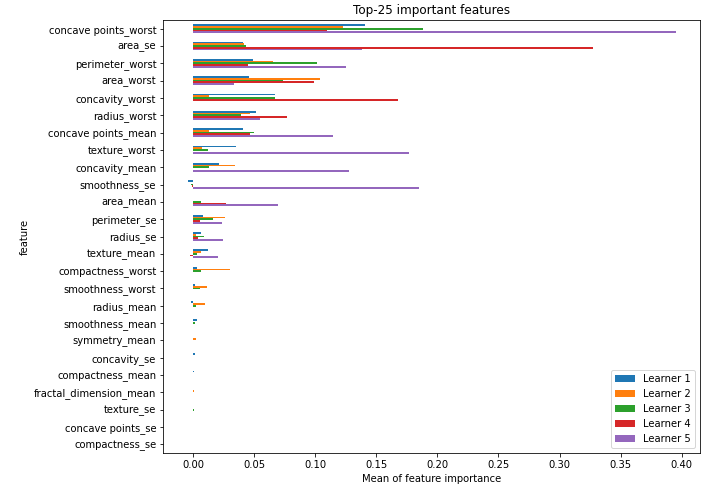 Top-25 important features
concave points_worst
area_se
perimeter_worst
area_worst
concavity_worst
radius_worst
concave points_mean
texture_worst
concavity_mean
smoothness_se
area_mean
perimeter_se
radius_se
texture_mean
compactness_worst
smoothness_worst
radius_mean
smoothness_mean
symmetry_mean
concavity_se
compactness_mean
fractal_dimension_mean
texture_se
concave points_se
compactness_se
feature
Learner 1
Learner 2
Learner 3
Learner 4
Learner 5
0.00 0.05 0.10 0.15 0.20 0.25 0.30 0.35 0.40
Mean of feature importance